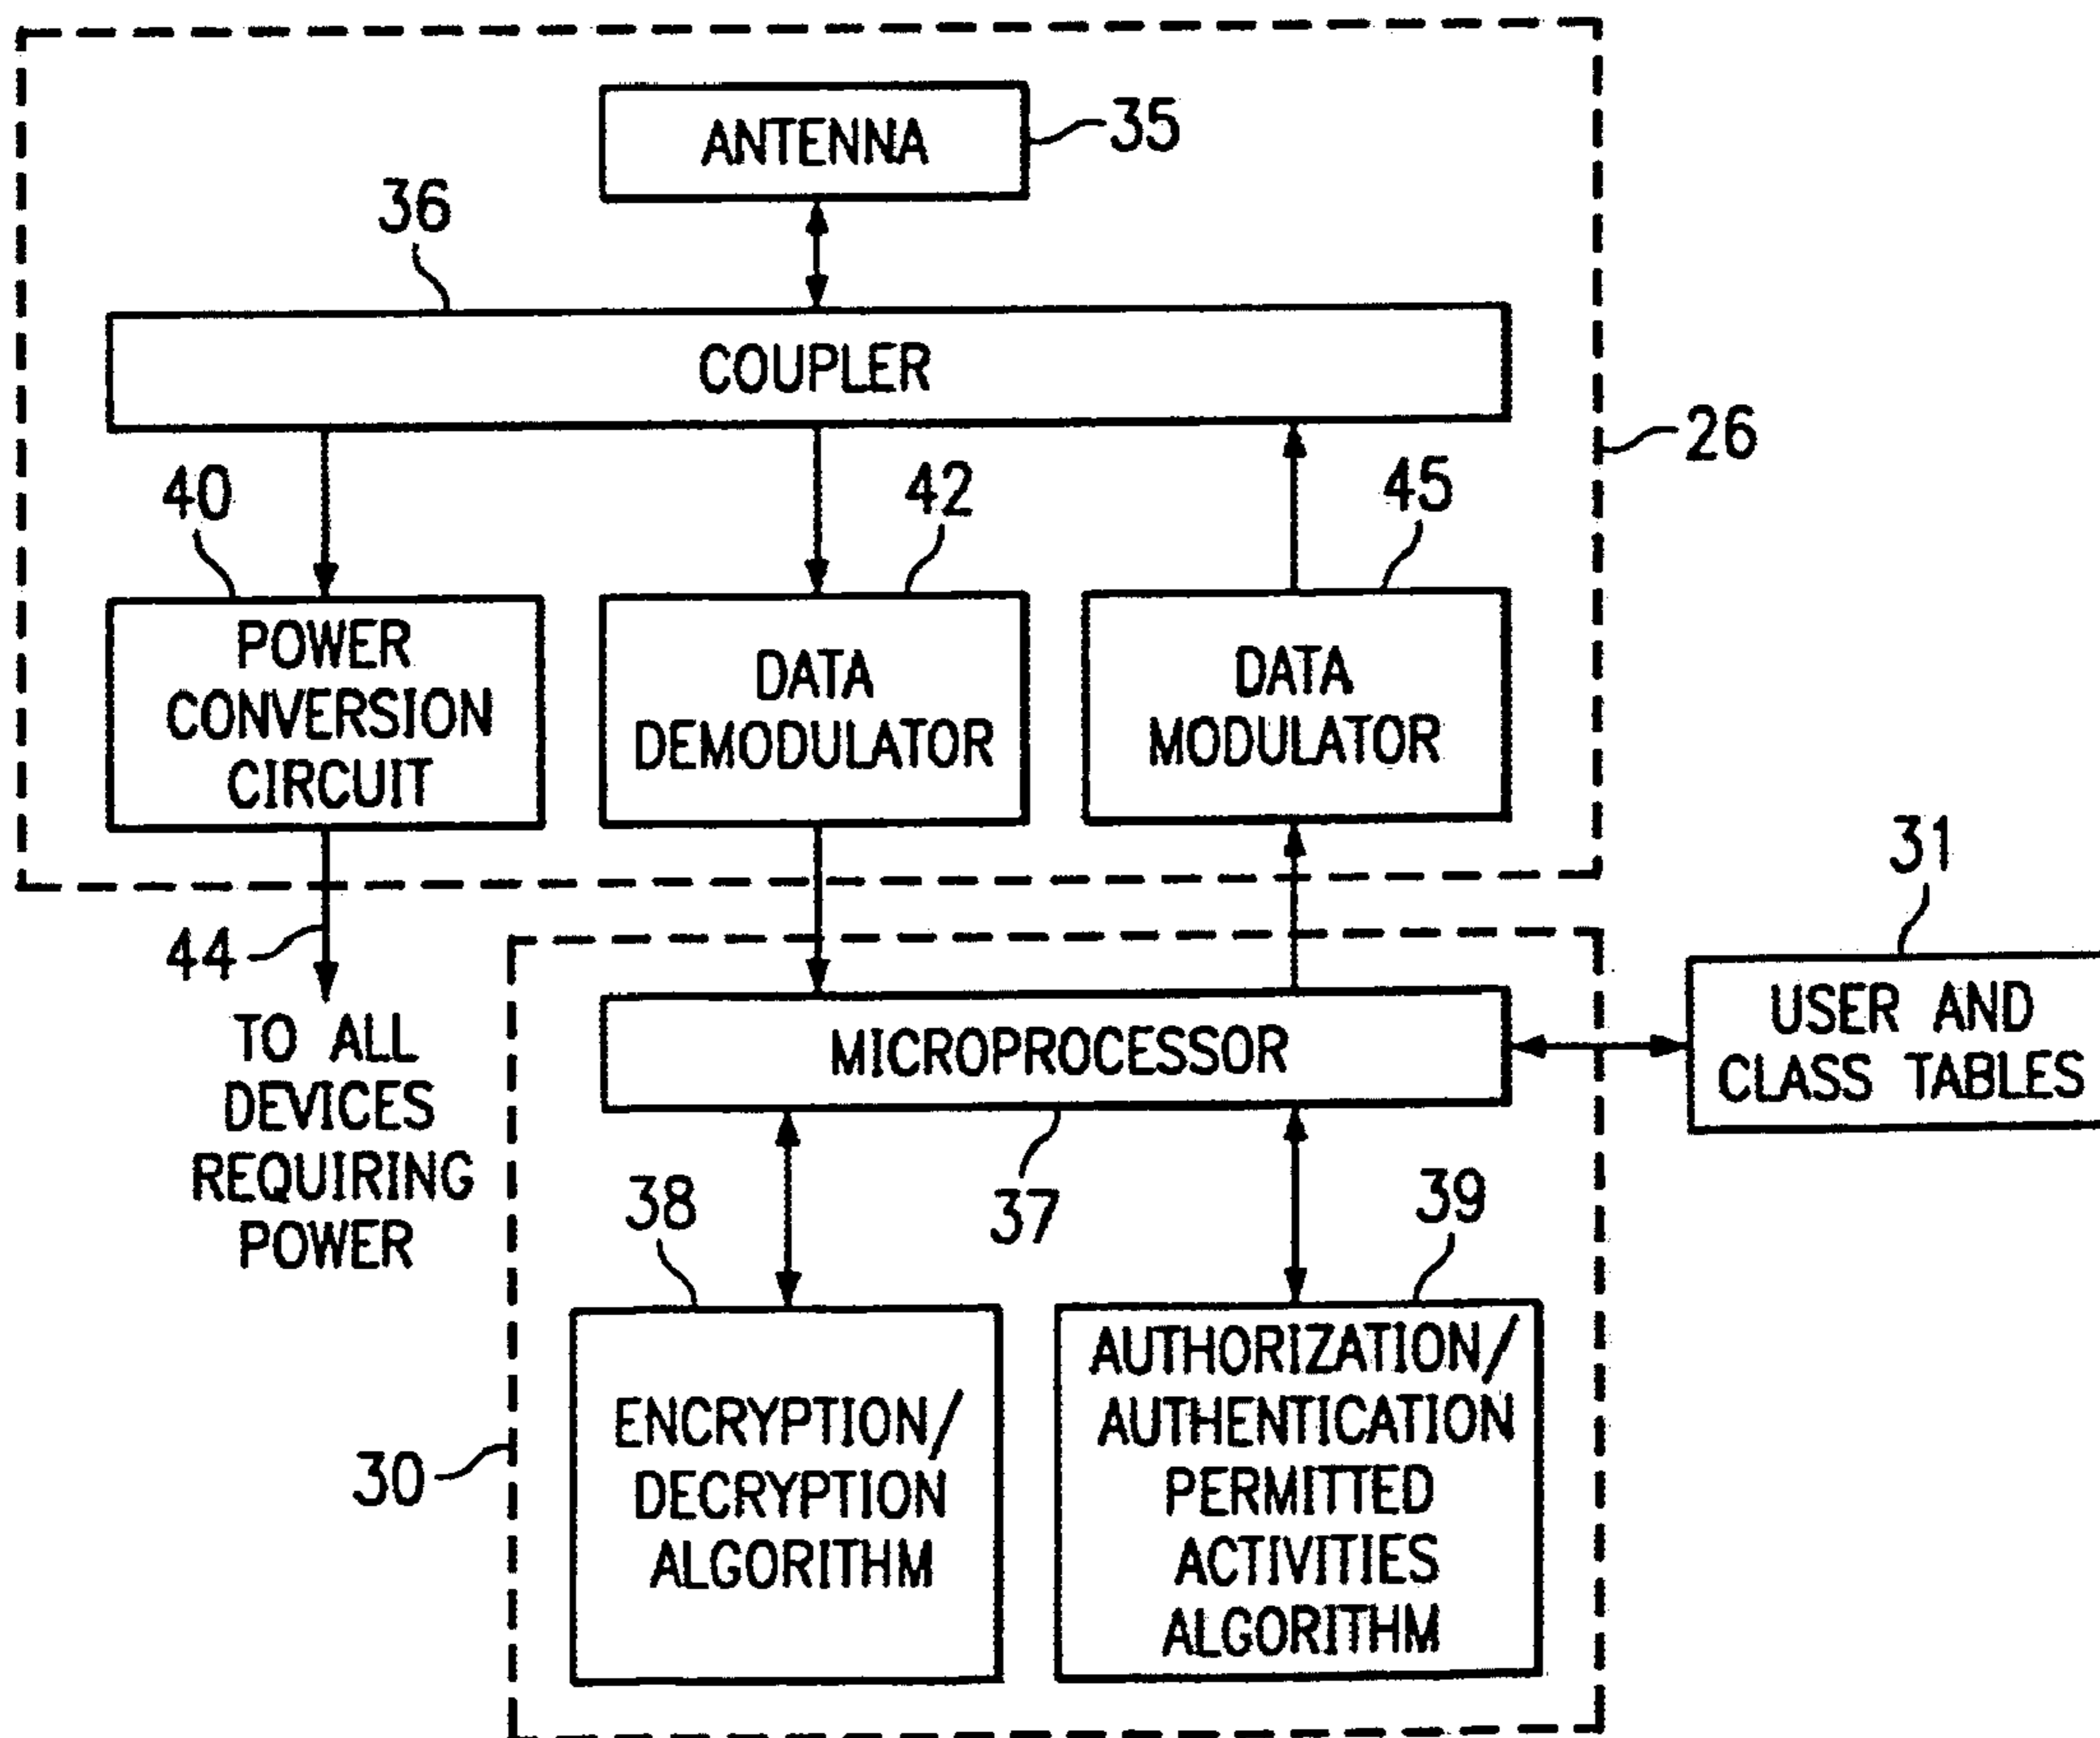 ANTENNA
35
36
COUPLER
26
40
42
45
POWER
CONVERSION
CIRCUIT
DATA
DEMODULATOR
DATA
MODULATOR
31
44
TO ALL
DEVICES
REQUIRING
POWER
MICROPROCESSOR
USER AND
CLASS TABLES
38
37
39
30
ENCRYPTION/
DECRYPTION
ALGORITHM
AUTHORIZATION/
AUTHENTICATION
PERMITTED
ACTIVITIES
ALGORITHM